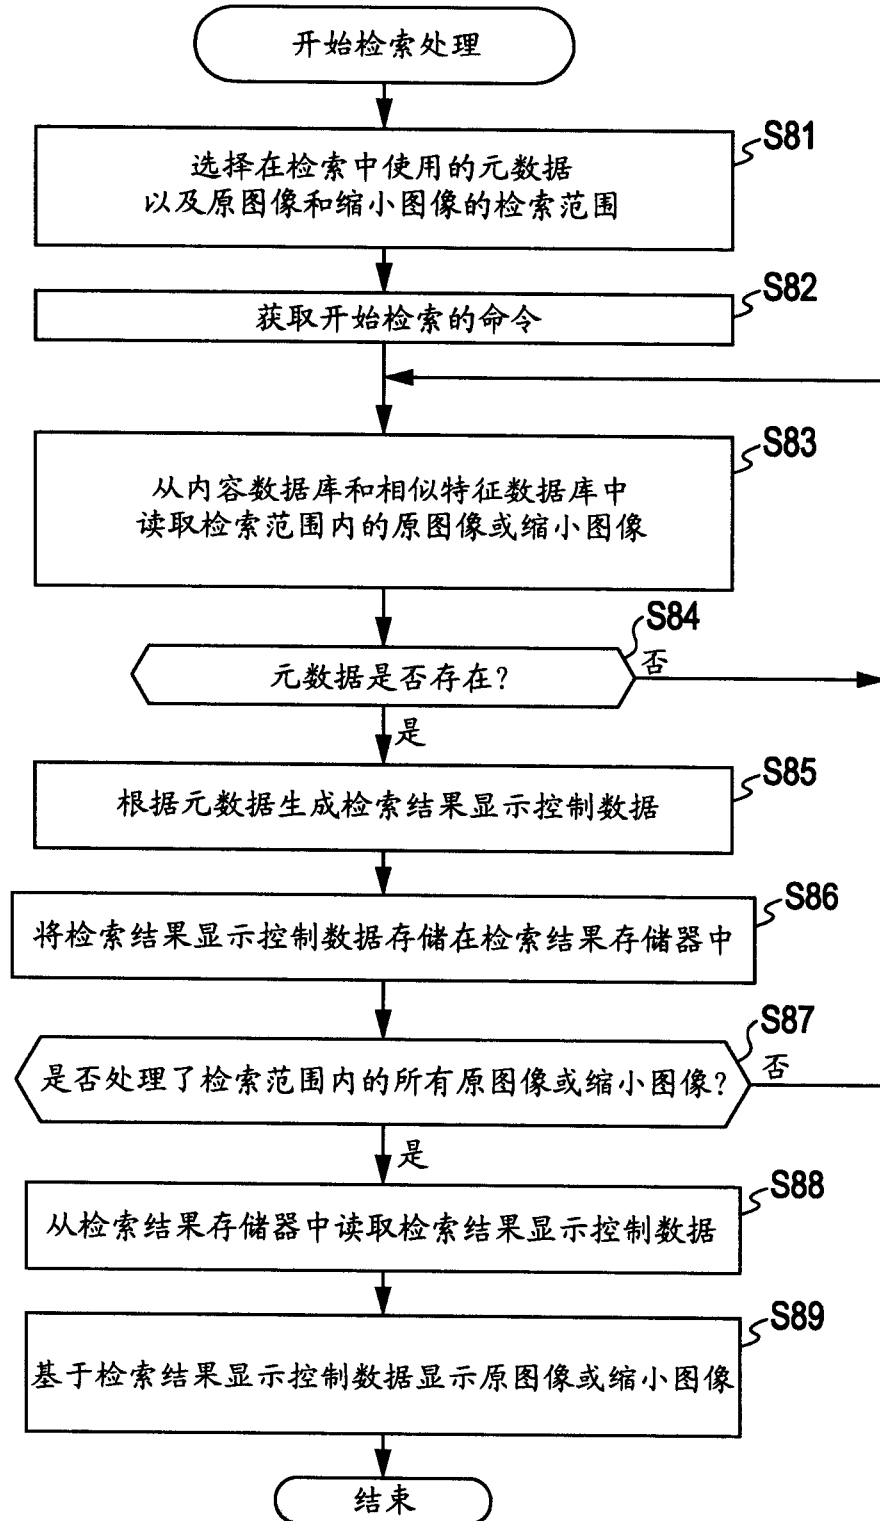 开始检索处理
S81
选择在检索中使用的元数据
以及原图像和缩小图像的检索范围
S82
获取开始检索的命令
S83
从内容数据库和相似特征数据库中
读取检索范围内的原图像或缩小图像
S84
元数据是否存在?
否
是
S85
根据元数据生成检索结果显示控制数据
S86
将检索结果显示控制数据存储在检索结果存储器中
S87
是否处理了检索范围内的所有原图像或缩小图像?
否
是
S88
从检索结果存储器中读取检索结果显示控制数据
S89
基于检索结果显示控制数据显示原图像或缩小图像
结束